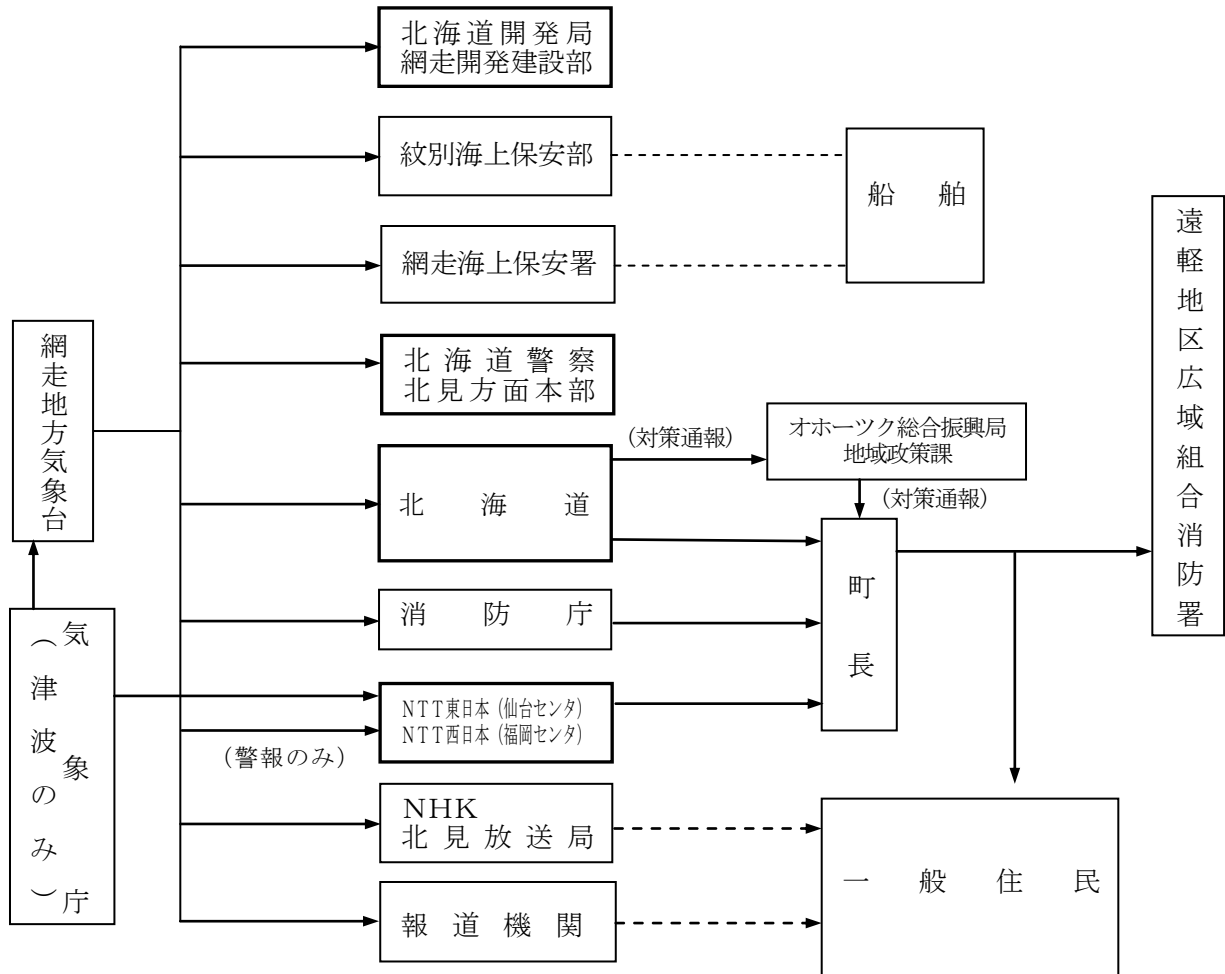 北海道開発局
網走開発建設部
紋別海上保安部
船舶
網走海上保安署
遠軽地区広域組合消防署
網走地方気象台
北海道警察
北見方面本部
(対策通報)
オホーツク総合振興局
地域政策課
(対策通報)
北海道
町長
消防庁
気象庁
（津波のみ）
NTT東日本(仙台センタ)
NTT西日本(福岡センタ)
(警報のみ)
NHK
北見放送局
一般住民
報道機関